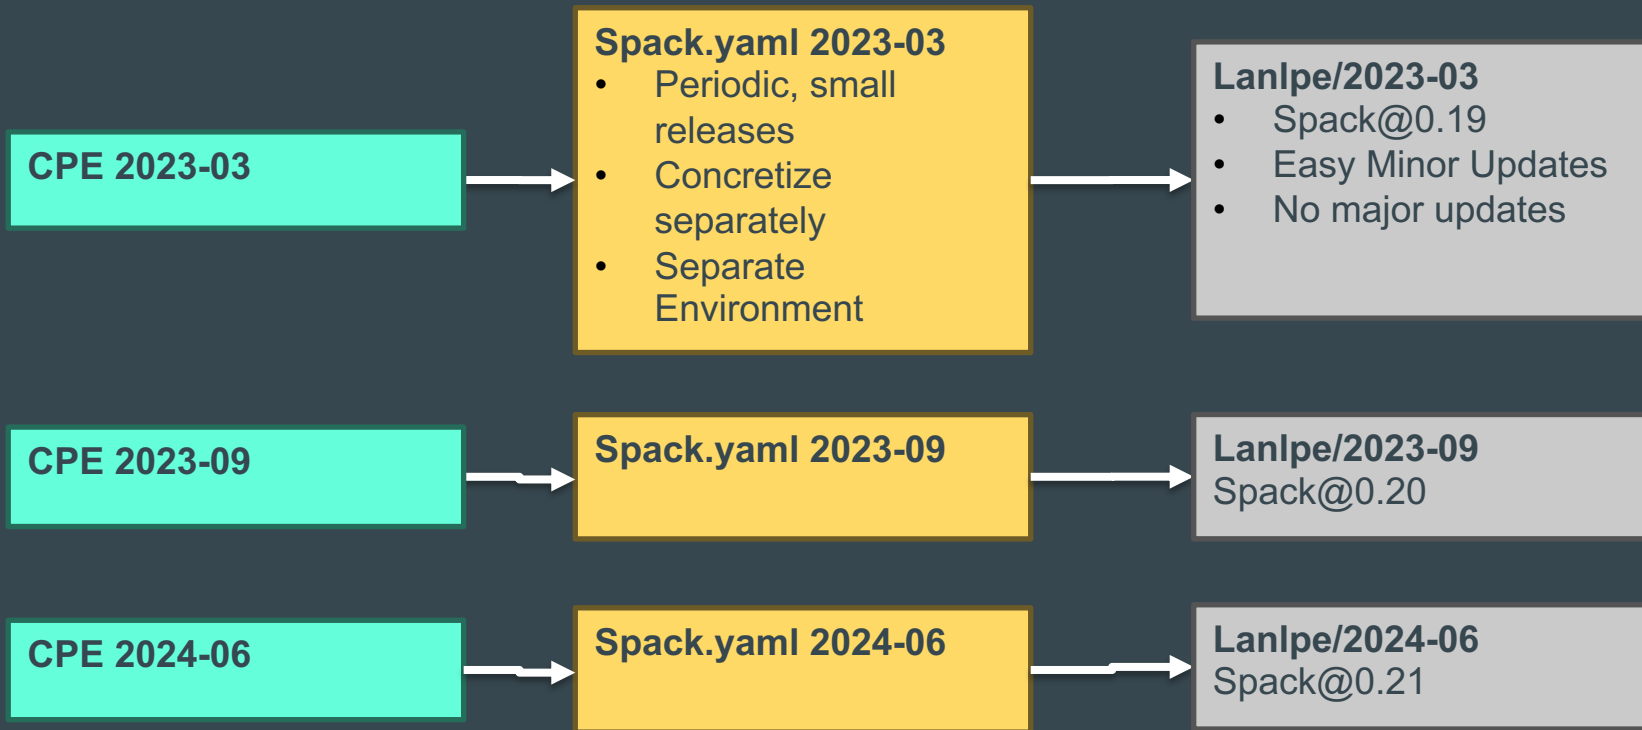 CPE 2023-03
Spack.yaml 2023-03
• Periodic, small
releases
• Concretize
separately
• Separate
Environment
Lanlpe/2023-03
• Spack@0.19
• Easy Minor Updates
• No major updates
CPE 2023-09
Spack.yaml 2023-09
Lanlpe/2023-09
Spack@0.20
CPE 2024-06
Spack.yaml 2024-06
Lanlpe/2024-06
Spack@0.21